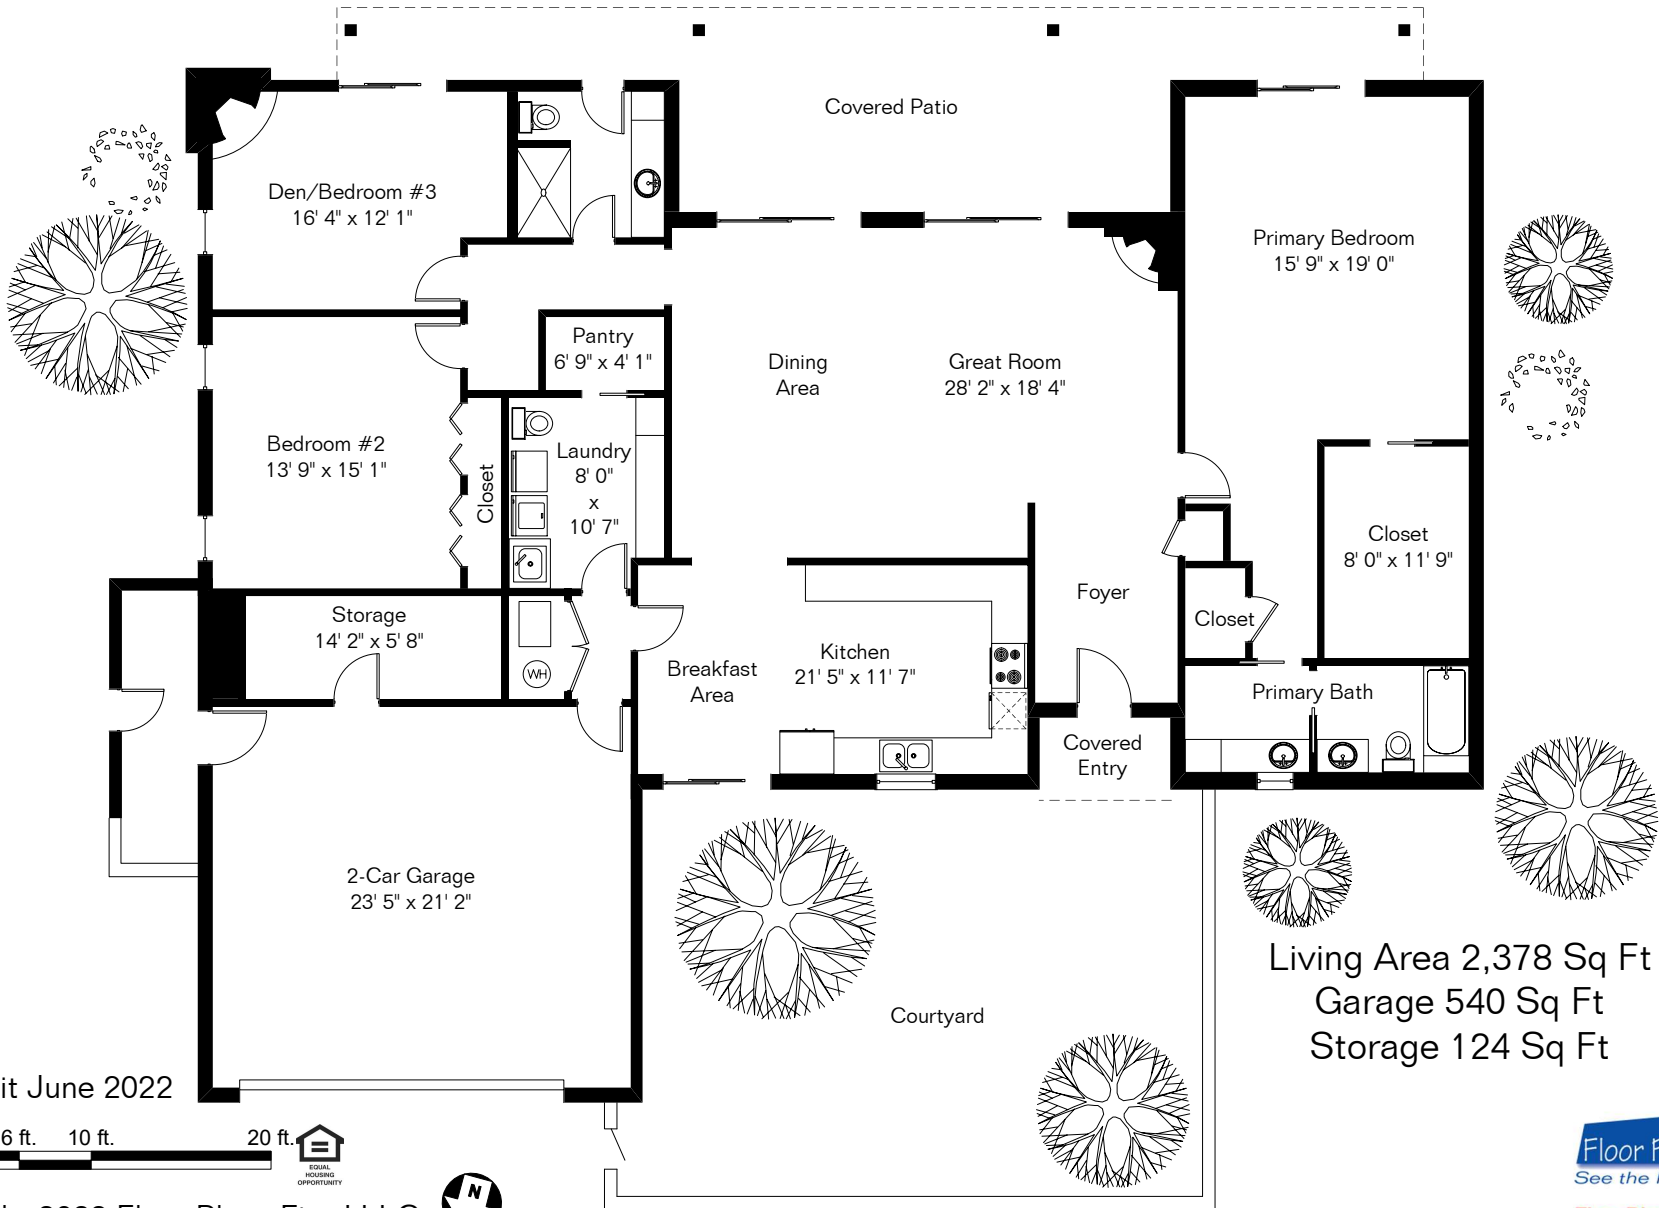 Covered Patio
Den/Bedroom #3
16' 4" x 12' 1"
Primary Bedroom
15' 9" x 19' 0"
Pantry
6' 9" x 4' 1"
Dining
Area
Great Room
28' 2" x 18' 4"
Bedroom #2
13' 9" x 15' 1"
Closet
Laundry
8' 0"
x
10' 7"
Closet
8' 0" x 11' 9"
Foyer
Closet
Storage
14' 2" x 5' 8"
WH
Breakfast
Area
Kitchen
21' 5" x 11' 7"
Primary Bath
Covered
Entry
2-Car Garage
23' 5" x 21' 2"
Courtyard
Living Area 2,378 Sq Ft
Garage 540 Sq Ft
Storage 124 Sq Ft
it June 2022
6 ft. 10 ft. 20 ft.
EQUAL
HOUSING
OPPORTUNITY
N
Floor
See the